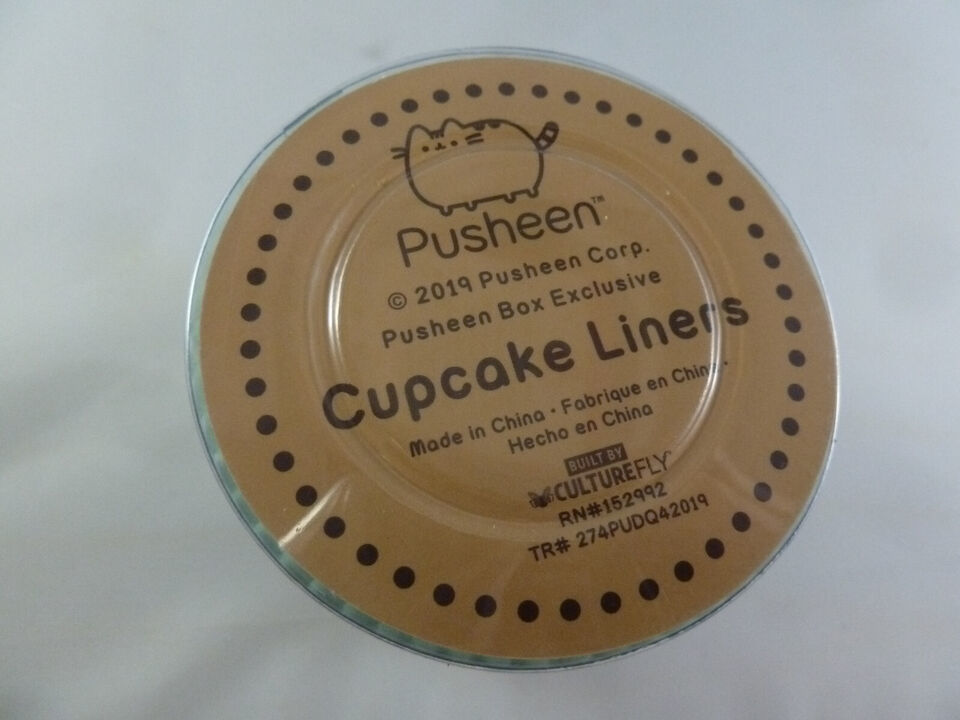 Pusheen™
© 2019 Pusheen Corp.
Pusheen Box Exclusive
Cupcake Liners
Made in China · Fabrique en Chine ·
Hecho en China
BUILT BY
CULTUREFLY
RN#152992
TR# 274PUDQ42019